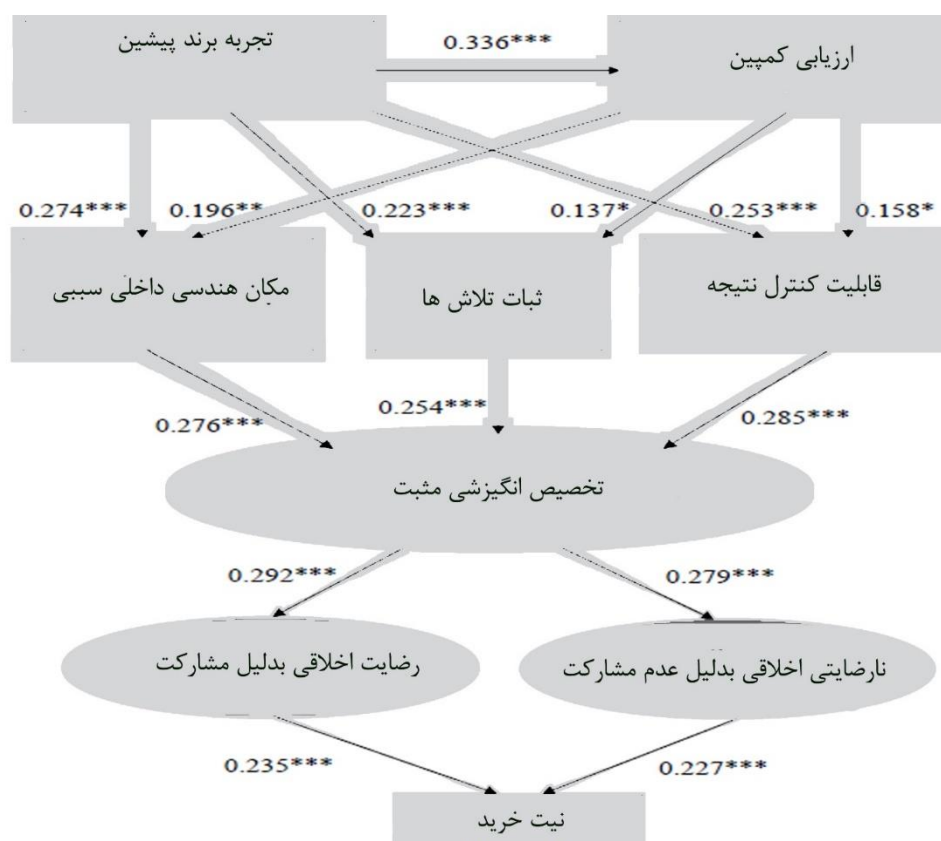 تجربه برند پیشین
0.336***
ارزیابی کمپین
0.274***
0.196**
0.223***
0.137*
0.253***
0.158*
مکان هندسی داخلی سببی
ثبات تلاش ها
قابلیت کنترل نتیجه
0.276***
0.254***
0.285***
تخصیص انگیزشی مثبت
0.292***
0.279***
رضایت اخلاقی بدلیل مشارکت
نارضایتی اخلاقی بدلیل عدم مشارکت
0.235***
0.227***
نیت خرید